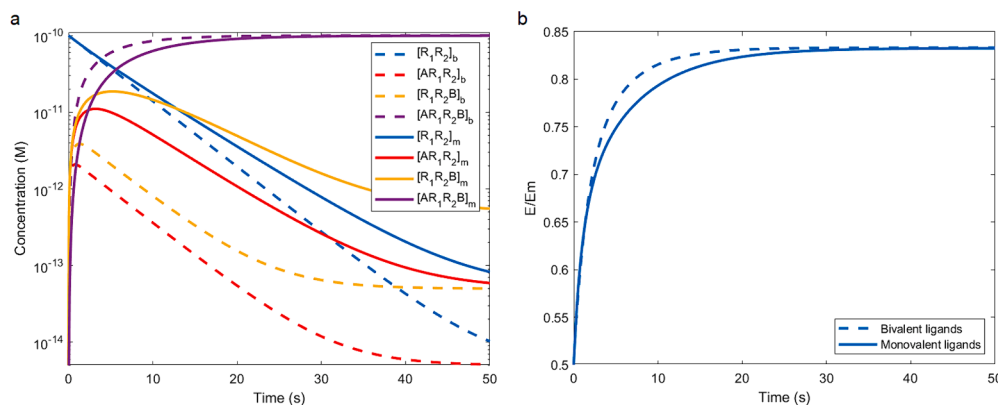 a
b
Concentration (M)
10⁻¹⁰
10⁻¹¹
10⁻¹²
10⁻¹³
10⁻¹⁴
0
10
20
30
40
50
Time (s)
[R₁R₂]b
[AR₁R₂]b
[R₁R₂B]b
[AR₁R₂B]b
[R₁R₂]m
[AR₁R₂]m
[R₁R₂B]m
[AR₁R₂B]m
E/Em
0.85
0.8
0.75
0.7
0.65
0.6
0.55
0.5
0
10
20
30
40
50
Time (s)
Bivalent ligands
Monovalent ligands